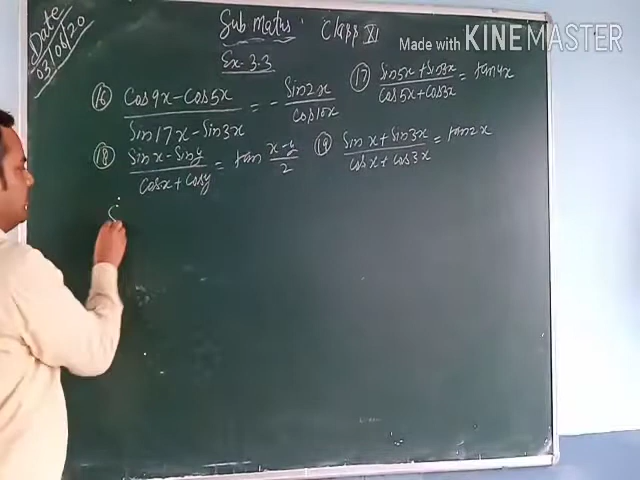 Date)
03/06/20
Sub Maths. Class XI
Ex-3.3
Made with KINEMASTER
(16) Cos9x-Cos5x / Sin17x-Sin3x = - Sin2x / Cos10x
(17) Sin5x+Sin3x / Cos5x+Cos3x = tan4x
(18) Sinx-Siny / Cosx+Cosy = tan x-y / 2
(19) Sinx+Sin3x / Cosx+Cos3x = tan2x